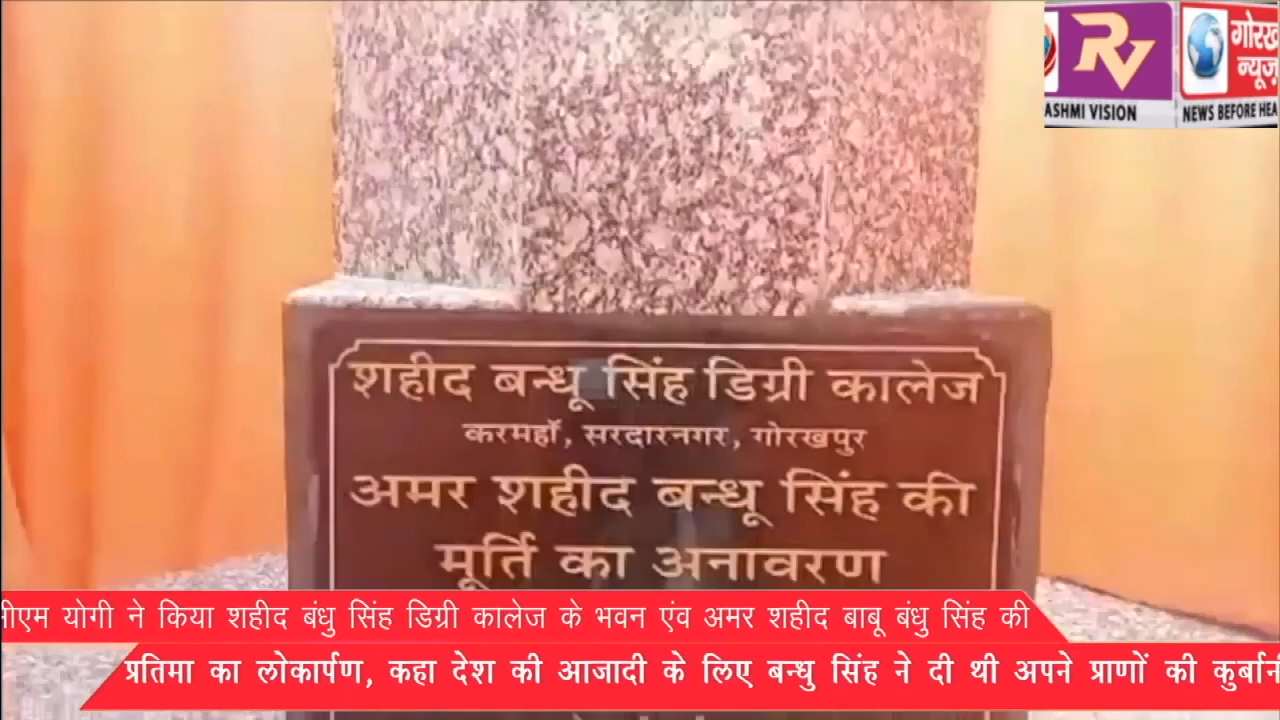 गोरख
न्यूज़
RV
ASHMI VISION
NEWS BEFORE HEA
शहीद बन्धू सिंह डिग्री कालेज
करमहाँ, सरदारनगर, गोरखपुर
अमर शहीद बन्धू सिंह की
मूर्ति का अनावरण
सीएम योगी ने किया शहीद बंधु सिंह डिग्री कालेज के भवन एंव अमर शहीद बाबू बंधु सिंह की
प्रतिमा का लोकार्पण, कहा देश की आजादी के लिए बन्धु सिंह ने दी थी अपने प्राणों की कुर्बानी